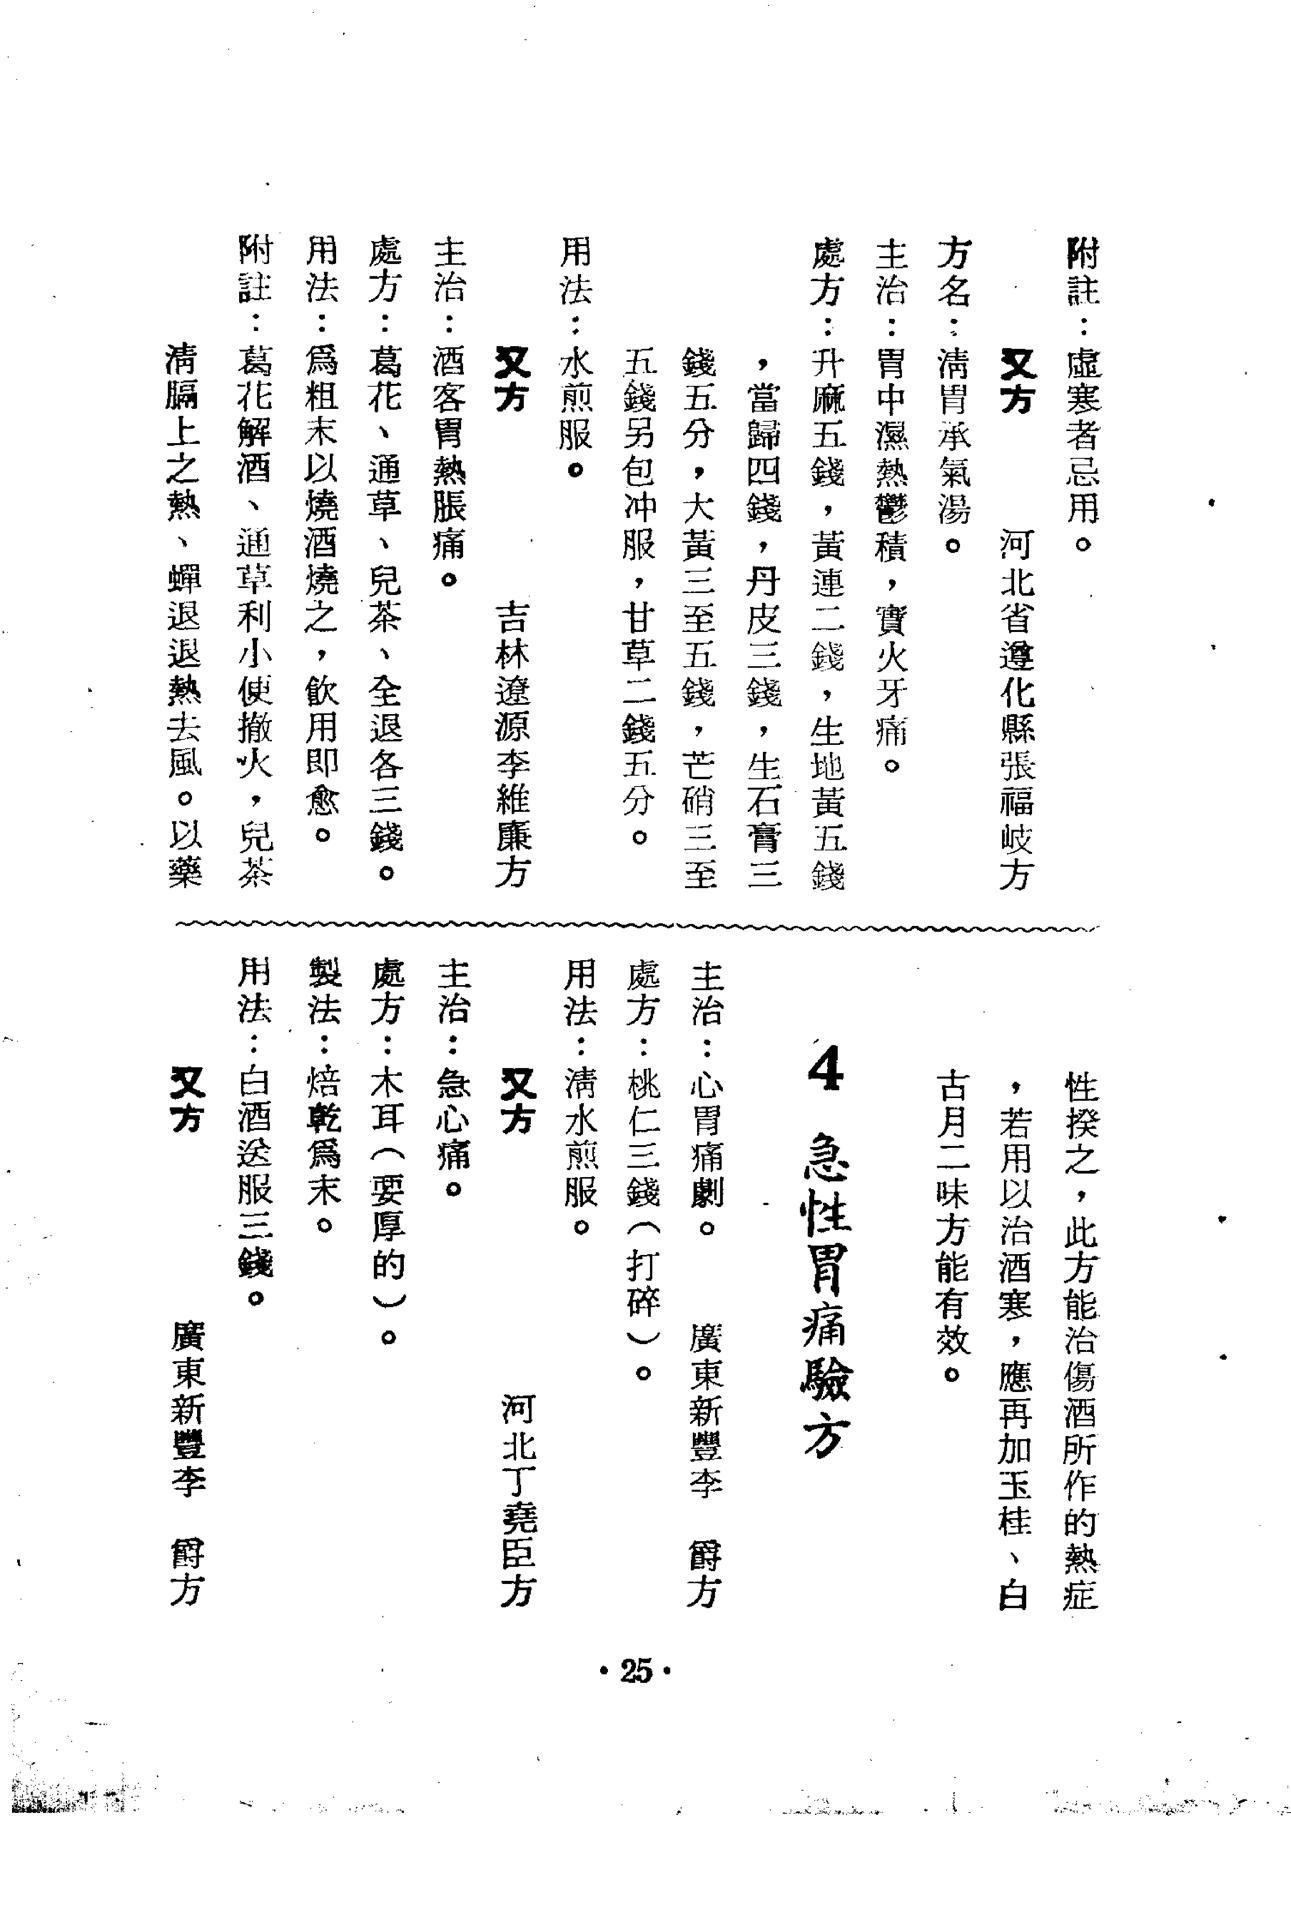 附註：虛寒者忌用。
又方　河北省遵化縣張福岐方
方名：淸胃承氣湯。
主治：胃中濕熱鬱積，實火牙痛。
處方：升麻五錢，黃連二錢，生地黃五錢
，當歸四錢，丹皮三錢，生石膏三
錢五分，大黃三至五錢，芒硝三至
五錢另包冲服，甘草二錢五分。
用法：水煎服。
又方　吉林遼源李維廉方
主治：酒客胃熱脹痛。
處方：葛花、通草、兒茶、全退各三錢。
用法：爲粗末以燒酒燒之，飲用即愈。
附註：葛花解酒、通草利小便撤火，兒茶
淸膈上之熱、蟬退退熱去風。以藥
性揆之，此方能治傷酒所作的熱症
，若用以治酒寒，應再加玉桂、白
古月二味方能有效。
4 急性胃痛驗方
廣東新豐李　爵方
主治：心胃痛劇。
處方：桃仁三錢（打碎）。
用法：淸水煎服。
又方　河北丁堯臣方
主治：急心痛。
處方：木耳（要厚的）。
製法：焙乾爲末。
用法：白酒送服三錢。
又方　廣東新豐李　爵方
·25·